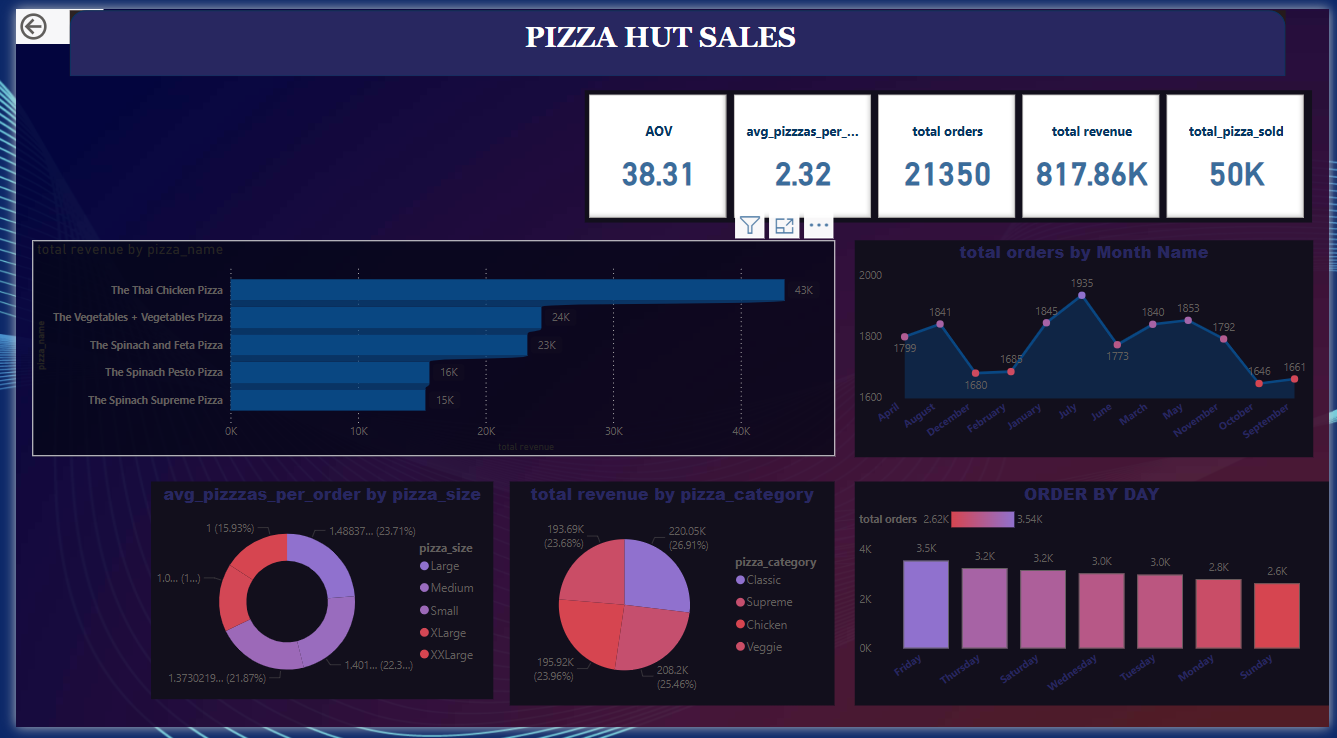 PIZZA HUT SALES
AOV
38.31
avg_pizzzas_per_...
2.32
total orders
21350
total revenue
817.86K
total_pizza_sold
50K
total revenue by pizza_name
pizza_name
The Thai Chicken Pizza
43K
The Vegetables + Vegetables Pizza
24K
The Spinach and Feta Pizza
23K
The Spinach Pesto Pizza
16K
The Spinach Supreme Pizza
15K
0K 10K 20K 30K 40K
total revenue
total orders by Month Name
2000
1800
1600
1799
1841
1680
1685
1845
1935
1773
1840
1853
1792
1646
1661
April August December February January July June March May November October September
avg_pizzzas_per_order by pizza_size
1 (15.93%)
1.48837... (23.71%)
1.0... (1...)
1.401... (22.3...)
1.3730219... (21.87%)
pizza_size
Large
Medium
Small
XLarge
XXLarge
total revenue by pizza_category
193.69K
(23.68%)
220.05K
(26.91%)
195.92K
(23.96%)
208.2K
(25.46%)
pizza_category
Classic
Supreme
Chicken
Veggie
ORDER BY DAY
total orders 2.62K 3.54K
4K
2K
0K
3.5K 3.2K 3.2K 3.0K 3.0K 2.8K 2.6K
Friday Thursday Saturday Wednesday Tuesday Monday Sunday